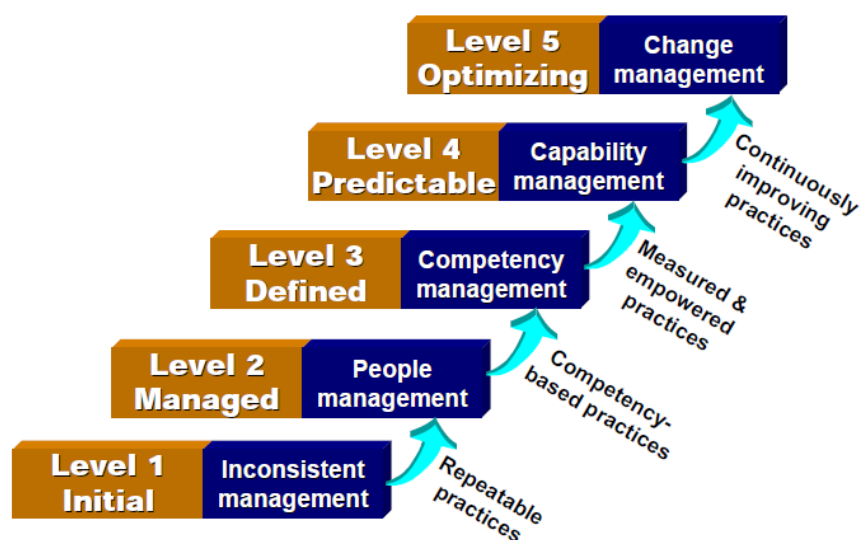 Level 5
Optimizing
Change
management
Level 4
Predictable
Capability
management
Continuously
improving
practices
Level 3
Defined
Competency
management
Measured &
empowered
practices
Level 2
Managed
People
management
Competency-
based practices
Level 1
Initial
Inconsistent
management
Repeatable
practices